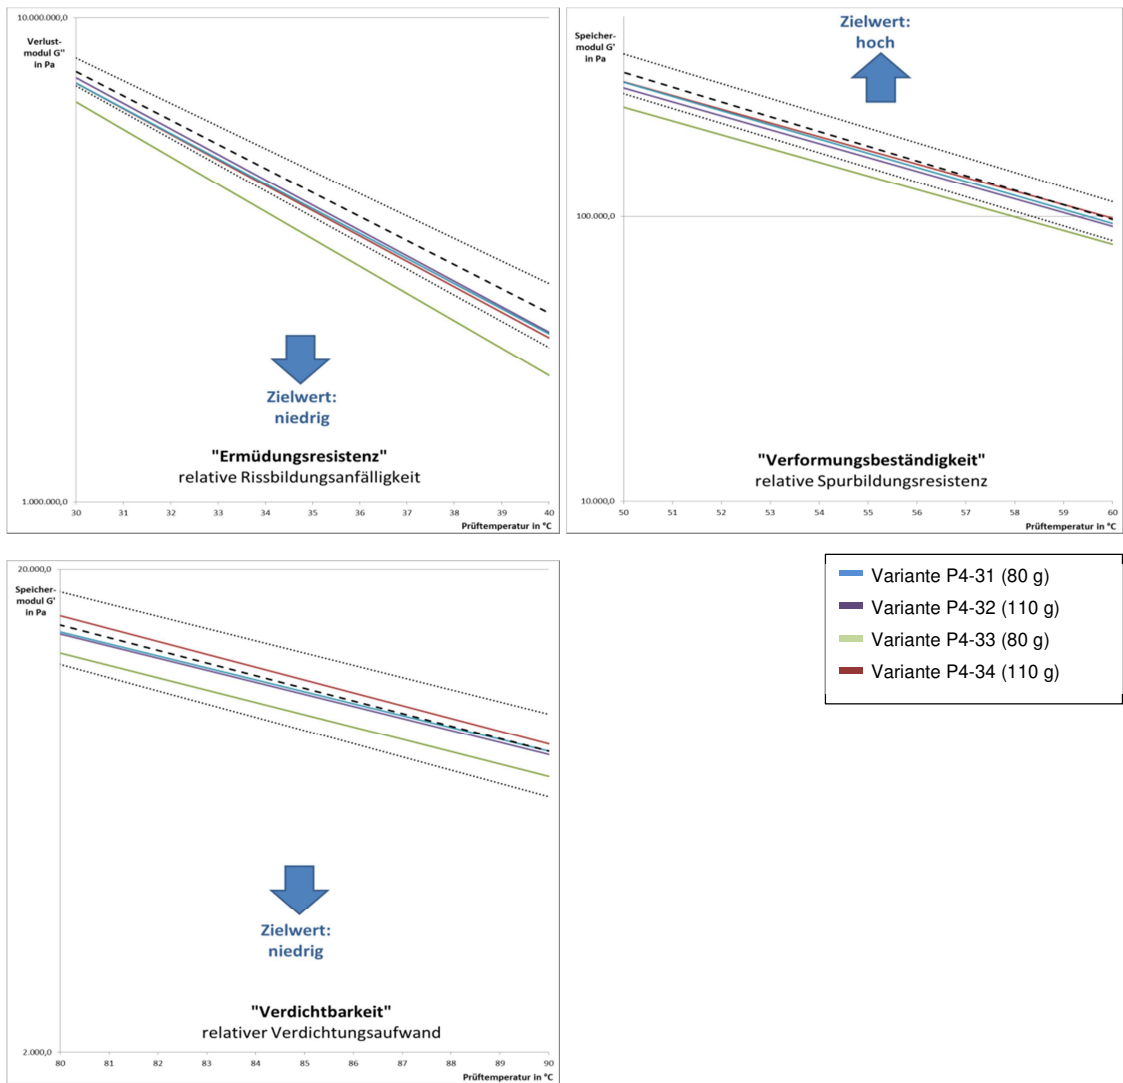 10.000.000,0
Verlust-
modul G"
in Pa
Zielwert:
niedrig
"Ermüdungsresistenz"
relative Rissbildungsanfälligkeit
1.000.000,0
30 31 32 33 34 35 36 37 38 39 40
Prüftemperatur in °C
Speicher-
modul G'
in Pa
Zielwert:
hoch
100.000,0
"Verformungsbeständigkeit"
relative Spurbildungsresistenz
10.000,0
50 51 52 53 54 55 56 57 58 59 60
Prüftemperatur in °C
20.000,0
Speicher-
modul G'
in Pa
Zielwert:
niedrig
"Verdichtbarkeit"
relativer Verdichtungsaufwand
2.000,0
80 81 82 83 84 85 86 87 88 89 90
Prüftemperatur in °C
Variante P4-31 (80 g)
Variante P4-32 (110 g)
Variante P4-33 (80 g)
Variante P4-34 (110 g)